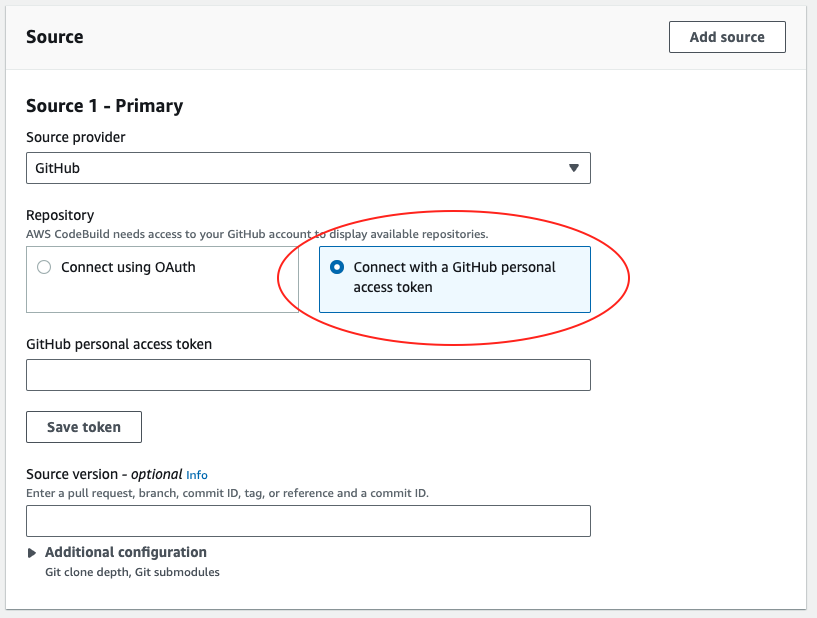 Source
Add source
Source 1 - Primary
Source provider
GitHub
Repository
AWS CodeBuild needs access to your GitHub account to display available repositories.
Connect using OAuth
Connect with a GitHub personal
access token
GitHub personal access token
Save token
Source version - optional Info
Enter a pull request, branch, commit ID, tag, or reference and a commit ID.
Additional configuration
Git clone depth, Git submodules